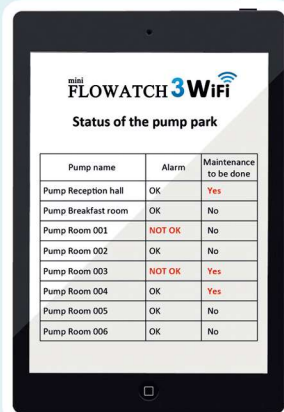 mini
FLOWATCH 3 WiFi
Status of the pump park
Pump name Alarm Maintenance to be done
Pump Reception hall OK Yes
Pump Breakfast room OK No
Pump Room 001 NOT OK No
Pump Room 002 OK No
Pump Room 003 NOT OK Yes
Pump Room 004 OK Yes
Pump Room 005 OK No
Pump Room 006 OK No